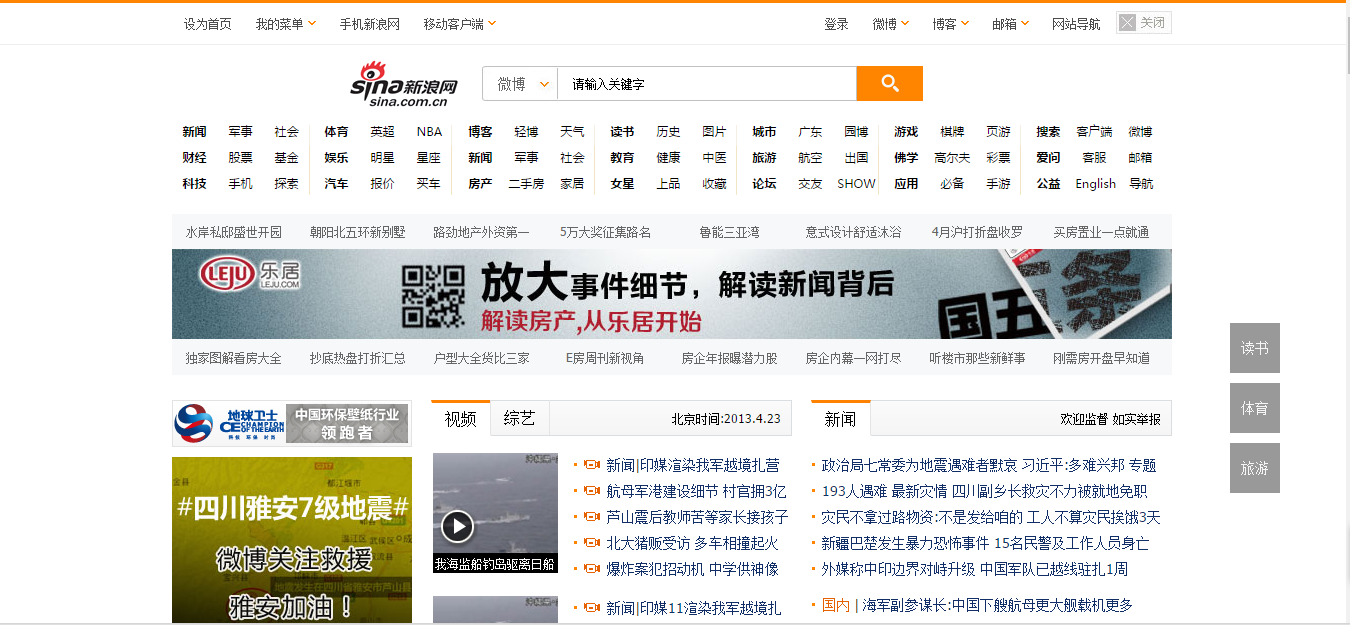 设为首页 我的菜单 手机新浪网 移动客户端 登录 微博 博客 邮箱 网站导航 关闭
sina新浪网
sina.com.cn
微博 请输入关键字
新闻 军事 社会 体育 英超 NBA 博客 轻博 天气 读书 历史 图片 城市 广东 园博 游戏 棋牌 页游 搜索 客户端 微博
财经 股票 基金 娱乐 明星 星座 新闻 军事 社会 教育 健康 中医 旅游 航空 出国 佛学 高尔夫 彩票 爱问 客服 邮箱
科技 手机 探索 汽车 报价 买车 房产 二手房 家居 女星 上品 收藏 论坛 交友 SHOW 应用 必备 手游 公益 English 导航
水岸私邸盛世开园 朝阳北五环新别墅 路劲地产外资第一 5万大奖征集路名 鲁能三亚湾 意式设计舒适沐浴 4月沪打折盘收罗 买房置业一点就通
LEJU 乐居
LEJU.COM
放大事件细节，解读新闻背后
解读房产,从乐居开始
国五条
独家图解看房大全 抄底热盘打折汇总 户型大全货比三家 E房周刊新视角 房企年报曝潜力股 房企内幕一网打尽 听楼市那些新鲜事 刚需房开盘早知道
读书
体育
旅游
地球卫士
CHAMPION
OF THE EARTH
科技 环保 时尚
中国环保壁纸行业
领跑者
#四川雅安7级地震#
微博关注救援
雅安加油！
视频 综艺 北京时间:2013.4.23
我海监船钓岛驱离日船
新闻|印媒渲染我军越境扎营
航母军港建设细节 村官拥3亿
芦山震后教师苦等家长接孩子
北大猪贩受访 多车相撞起火
爆炸案犯招动机 中学供神像
新闻|印媒11渲染我军越境扎
新闻 欢迎监督 如实举报
政治局七常委为地震遇难者默哀 习近平:多难兴邦 专题
193人遇难 最新灾情 四川副乡长救灾不力被就地免职
灾民不拿过路物资:不是发给咱的 工人不算灾民挨饿3天
新疆巴楚发生暴力恐怖事件 15名民警及工作人员身亡
外媒称中印边界对峙升级 中国军队已越线驻扎1周
国内 | 海军副参谋长:中国下艘航母更大舰载机更多